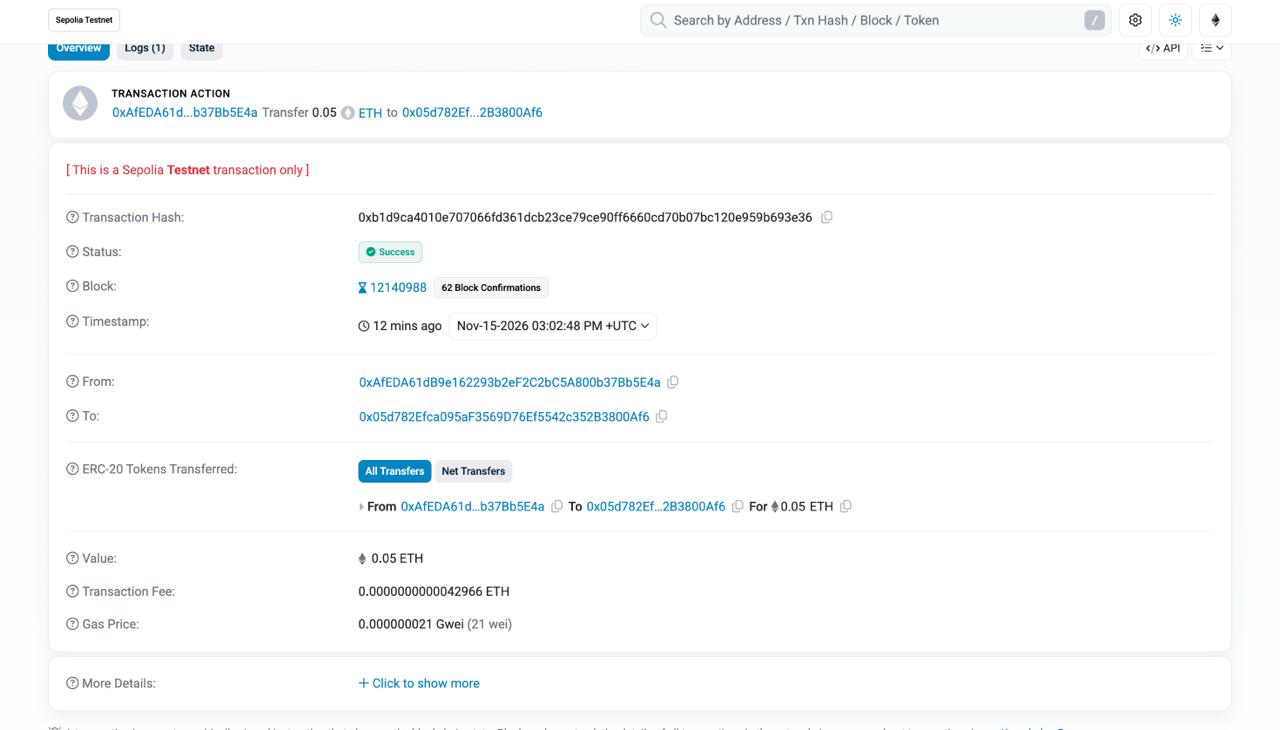 Sepolia Testnet
Search by Address / Txn Hash / Block / Token /
Overview Logs (1) State </> API
TRANSACTION ACTION
0xAfEDA61d...b37Bb5E4a Transfer 0.05 ETH to 0x05d782Ef...2B3800Af6
[ This is a Sepolia Testnet transaction only ]
Transaction Hash: 0xb1d9ca4010e707066fd361dcb23ce79ce90ff6660cd70b07bc120e959b693e36
Status: Success
Block: 12140988 62 Block Confirmations
Timestamp: 12 mins ago Nov-15-2026 03:02:48 PM +UTC
From: 0xAfEDA61dB9e162293b2eF2C2bC5A800b37Bb5E4a
To: 0x05d782Efca095aF3569D76Ef5542c352B3800Af6
ERC-20 Tokens Transferred: All Transfers Net Transfers
From 0xAfEDA61d...b37Bb5E4a To 0x05d782Ef...2B3800Af6 For 0.05 ETH
Value: 0.05 ETH
Transaction Fee: 0.0000000000042966 ETH
Gas Price: 0.000000021 Gwei (21 wei)
More Details: + Click to show more